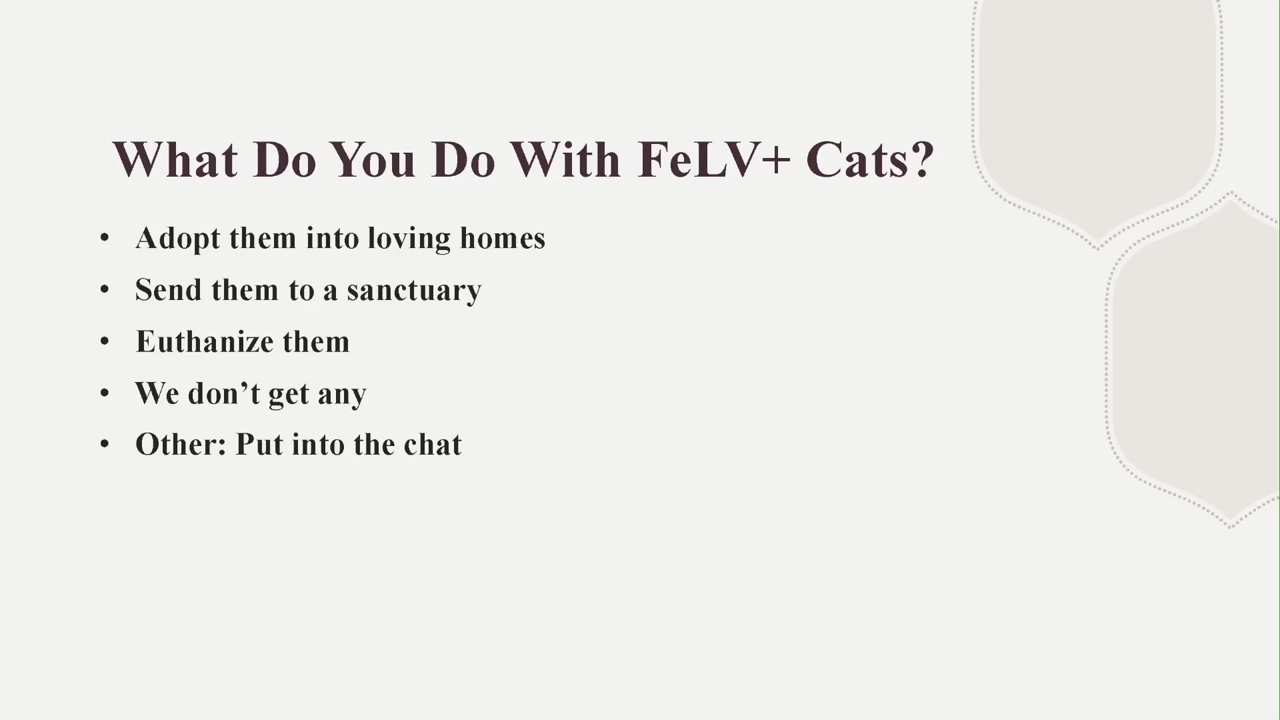 What Do You Do With FeLV+ Cats?
• Adopt them into loving homes
• Send them to a sanctuary
• Euthanize them
• We don’t get any
• Other: Put into the chat